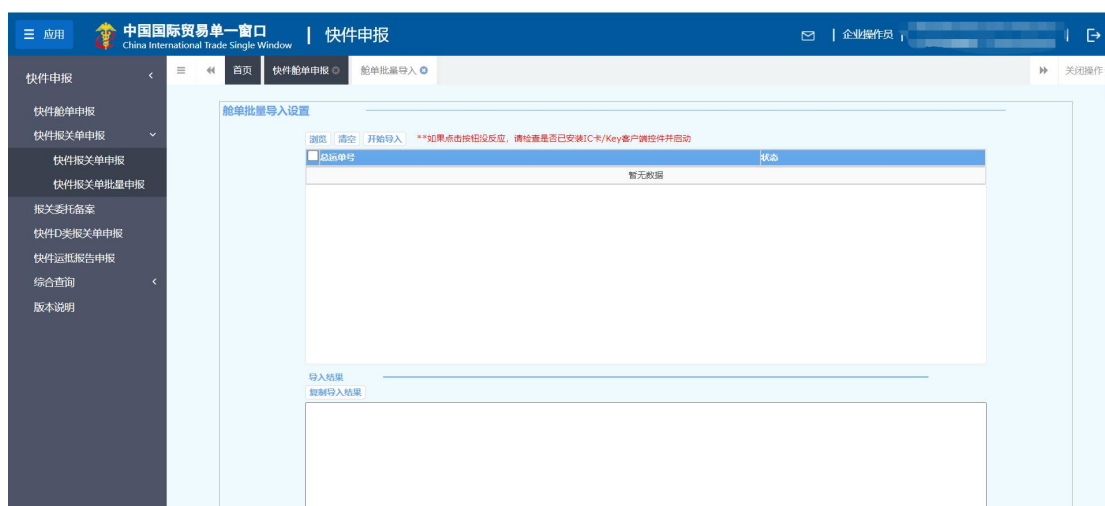 应用
中国国际贸易单一窗口
China International Trade Single Window
快件申报
企业操作员
快件申报
首页
快件舱单申报
舱单批量导入
关闭操作
快件舱单申报
快件报关单申报
快件报关单申报
快件报关单批量申报
报关委托备案
快件D类报关单申报
快件运抵报告申报
综合查询
版本说明
舱单批量导入设置
浏览 清空 开始导入 **如果点击按钮没反应，请检查是否已安装IC卡/Key客户端控件并启动
总运单号 状态
暂无数据
导入结果
复制导入结果